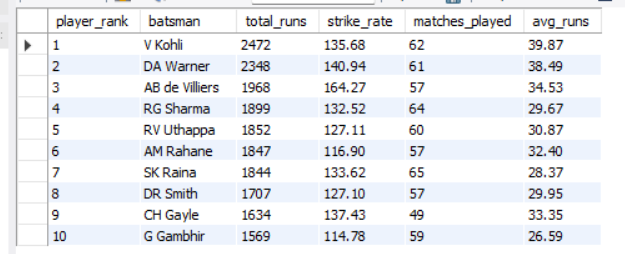 player_rank batsman total_runs strike_rate matches_played avg_runs
1 V Kohli 2472 135.68 62 39.87
2 DA Warner 2348 140.94 61 38.49
3 AB de Villiers 1968 164.27 57 34.53
4 RG Sharma 1899 132.52 64 29.67
5 RV Uthappa 1852 127.11 60 30.87
6 AM Rahane 1847 116.90 57 32.40
7 SK Raina 1844 133.62 65 28.37
8 DR Smith 1707 127.10 57 29.95
9 CH Gayle 1634 137.43 49 33.35
10 G Gambhir 1569 114.78 59 26.59